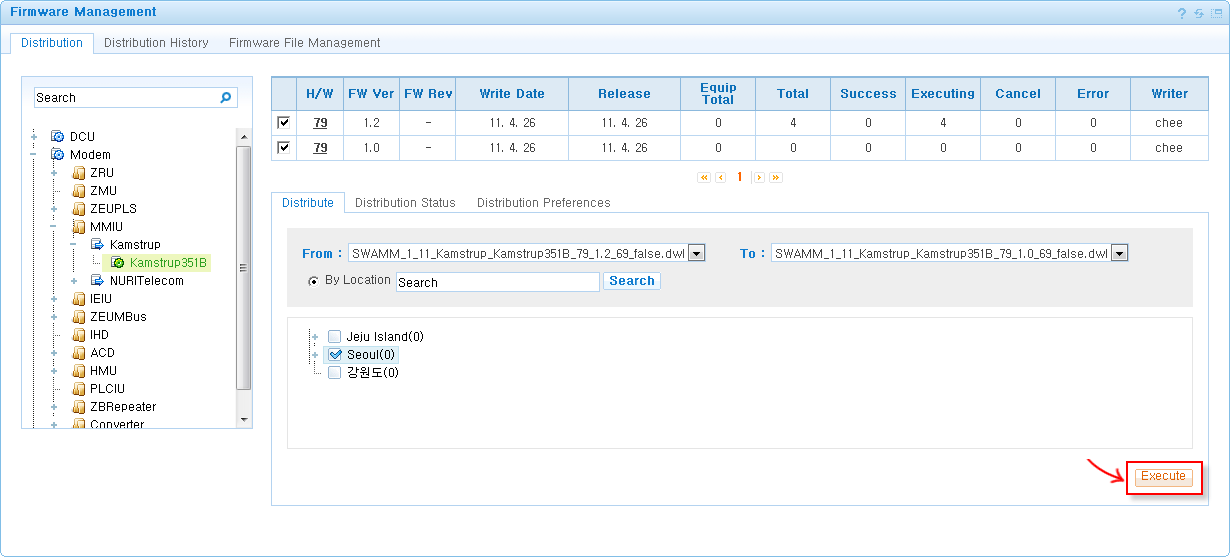 Firmware Management
Distribution Distribution History Firmware File Management
Search
DCU
Modem
ZRU
ZMU
ZEUPLS
MMIU
Kamstrup
Kamstrup351B
NURITelecom
IEIU
ZEUMBus
IHD
ACD
HMU
PLCIU
ZBRepeater
Converter
H/W FW Ver FW Rev Write Date Release Equip Total Total Success Executing Cancel Error Writer
79 1.2 - 11. 4. 26 11. 4. 26 0 4 0 4 0 0 chee
79 1.0 - 11. 4. 26 11. 4. 26 0 0 0 0 0 0 chee
1
Distribute Distribution Status Distribution Preferences
From : SWAMM_1_11_Kamstrup_Kamstrup351B_79_1.2_69_false.dwl To : SWAMM_1_11_Kamstrup_Kamstrup351B_79_1.0_69_false.dwl
By Location Search Search
Jeju Island(0)
Seoul(0)
강원도(0)
Execute